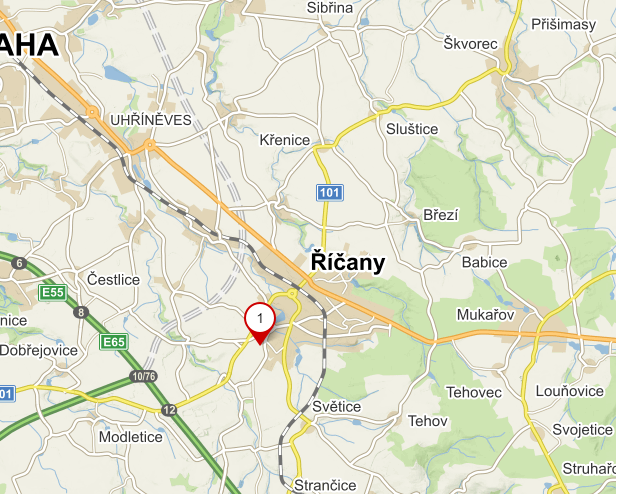 Sibřina
Přišimasy
AHA
Škvorec
UHŘÍNĚVES
Sluštice
Křenice
101
Březí
Říčany
Babice
6
Čestlice
E55
8
nice
1
Mukařov
E65
Dobřejovice
10/76
01
Tehovec
Louňovice
12
Světice
Tehov
Modletice
Svojetice
Struhařo
Strančice